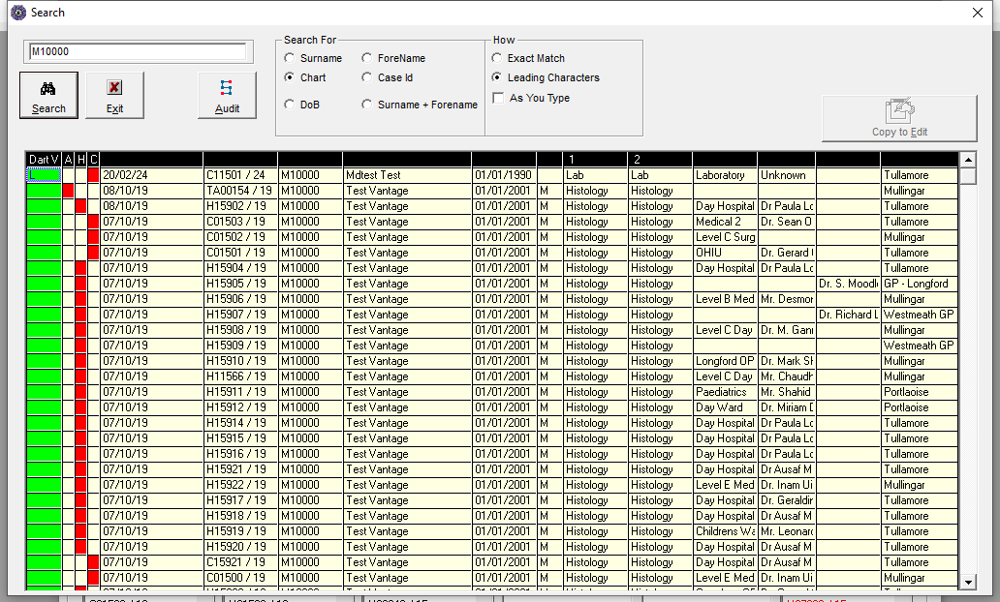 Search
M10000
Search For
How
Surname ForeName Exact Match
Chart Case Id Leading Characters
As You Type
DoB Surname + Forename
Search Exit Audit
Copy to Edit
Dart V A H C 1 2
L 20/02/24 C11501 / 24 M10000 Mdtest Test 01/01/1990 Lab Lab Laboratory Unknown Tullamore
08/10/19 TA00154 / 19 M10000 Test Vantage 01/01/2001 M Histology Histology Mullingar
08/10/19 H15902 / 19 M10000 Test Vantage 01/01/2001 M Histology Histology Day Hospital Dr Paula Lo Tullamore
07/10/19 C01503 / 19 M10000 Test Vantage 01/01/2001 M Histology Histology Medical 2 Dr. Sean O Tullamore
07/10/19 C01502 / 19 M10000 Test Vantage 01/01/2001 M Histology Histology Level C Surg Mullingar
07/10/19 C01501 / 19 M10000 Test Vantage 01/01/2001 M Histology Histology OHIU Dr. Gerard Tullamore
07/10/19 H15904 / 19 M10000 Test Vantage 01/01/2001 M Histology Histology Day Hospital Dr Paula Lo Tullamore
07/10/19 H15905 / 19 M10000 Test Vantage 01/01/2001 M Histology Histology Dr. S. Moodl GP - Longford
07/10/19 H15906 / 19 M10000 Test Vantage 01/01/2001 M Histology Histology Level B Med Mr. Desmor Mullingar
07/10/19 H15907 / 19 M10000 Test Vantage 01/01/2001 M Histology Histology Dr. Richard L Westmeath GP
07/10/19 H15908 / 19 M10000 Test Vantage 01/01/2001 M Histology Histology Level C Day Dr. M. Gann Mullingar
07/10/19 H15909 / 19 M10000 Test Vantage 01/01/2001 M Histology Histology Westmeath GP
07/10/19 H15910 / 19 M10000 Test Vantage 01/01/2001 M Histology Histology Longford OP Dr. Mark Sh Mullingar
07/10/19 H11566 / 19 M10000 Test Vantage 01/01/2001 M Histology Histology Level C Day Mr. Chaudh Mullingar
07/10/19 H15911 / 19 M10000 Test Vantage 01/01/2001 M Histology Histology Paediatrics Mr. Shahid Portlaoise
07/10/19 H15912 / 19 M10000 Test Vantage 01/01/2001 M Histology Histology Day Ward Dr. Miriam D Portlaoise
07/10/19 H15914 / 19 M10000 Test Vantage 01/01/2001 M Histology Histology Day Hospital Dr Paula Lo Tullamore
07/10/19 H15915 / 19 M10000 Test Vantage 01/01/2001 M Histology Histology Day Hospital Dr Paula Lo Tullamore
07/10/19 H15916 / 19 M10000 Test Vantage 01/01/2001 M Histology Histology Day Hospital Dr Paula Lo Tullamore
07/10/19 H15921 / 19 M10000 Test Vantage 01/01/2001 M Histology Histology Day Hospital Dr Ausaf M Tullamore
07/10/19 H15922 / 19 M10000 Test Vantage 01/01/2001 M Histology Histology Level E Med Dr. Inam Ui Mullingar
07/10/19 H15917 / 19 M10000 Test Vantage 01/01/2001 M Histology Histology Day Hospital Dr. Geraldin Tullamore
07/10/19 H15918 / 19 M10000 Test Vantage 01/01/2001 M Histology Histology Day Hospital Dr Ausaf M Tullamore
07/10/19 H15919 / 19 M10000 Test Vantage 01/01/2001 M Histology Histology Childrens Wa Mr. Leonard Tullamore
07/10/19 H15920 / 19 M10000 Test Vantage 01/01/2001 M Histology Histology Day Hospital Dr Ausaf M Tullamore
07/10/19 C15921 / 19 M10000 Test Vantage 01/01/2001 M Histology Histology Day Hospital Dr Ausaf M Tullamore
07/10/19 C01500 / 19 M10000 Test Vantage 01/01/2001 M Histology Histology Level E Med Dr. Inam Ui Mullingar